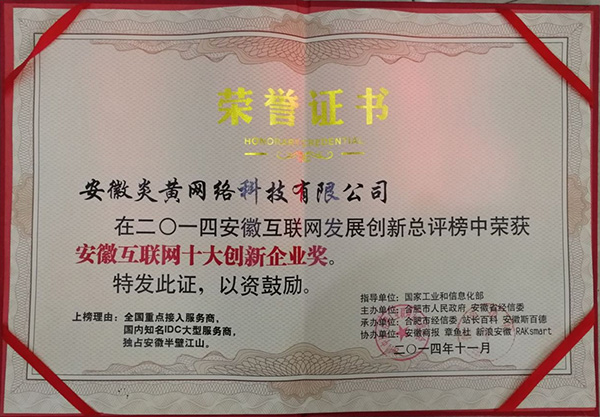 荣誉证书
HONORARY CREDENTIAL
安徽炎黄网络科技有限公司
在二〇一四安徽互联网发展创新总评榜中荣获
安徽互联网十大创新企业奖。
特发此证，以资鼓励。
上榜理由：全国重点接入服务商，
国内知名IDC大型服务商，
独占安徽半壁江山。
指导单位：国家工业和信息化部
主办单位：合肥市人民政府 安徽省经信委
承办单位：合肥市经信委 站长百科 安徽斯百德
协办单位：安徽商报 章鱼社 新浪安徽 RAKsmart
二〇一四年十一月